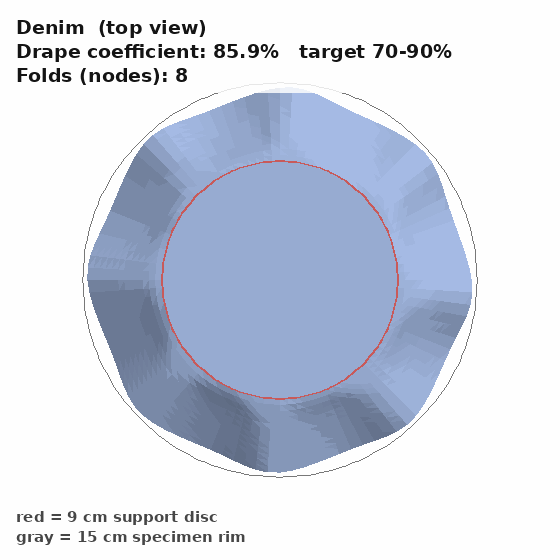 Denim  (top view)
Drape coefficient: 85.9%   target 70-90%
Folds (nodes): 8
red = 9 cm support disc
gray = 15 cm specimen rim